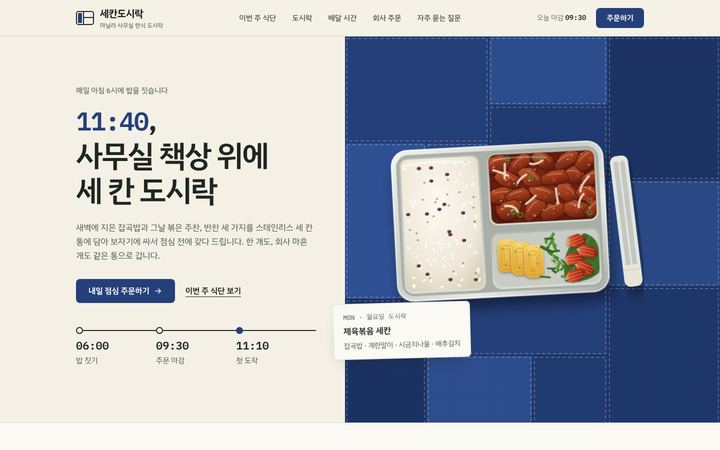 세칸도시락
마닐라 사무실 한식 도시락
이번 주 식단
도시락
배달 시간
회사 주문
자주 묻는 질문
오늘 마감 09:30
주문하기
매일 아침 6시에 밥을 짓습니다
11:40,
사무실 책상 위에
세 칸 도시락
새벽에 지은 잡곡밥과 그날 볶은 주찬, 반찬 세 가지를 스테인리스 세 칸
통에 담아 보자기에 싸서 점심 전에 갖다 드립니다. 한 개도, 회사 마흔
개도 같은 통으로 갑니다.
내일 점심 주문하기 →
이번 주 식단 보기
06:00
밥 짓기
09:30
주문 마감
11:10
첫 도착
MON · 월요일 도시락
제육볶음 세칸
잡곡밥 · 계란말이 · 시금치나물 · 배추김치